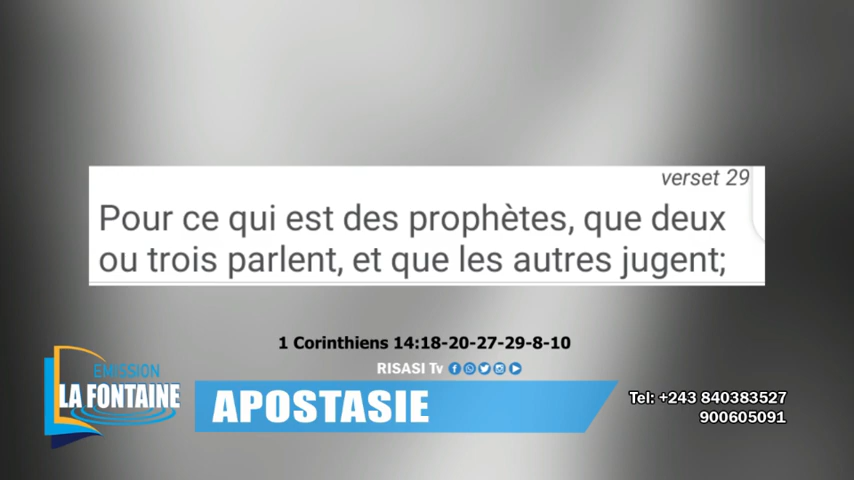 verset 29
Pour ce qui est des prophètes, que deux
ou trois parlent, et que les autres jugent;
1 Corinthiens 14:18-20-27-29-8-10
RISASI Tv
EMISSION
LA FONTAINE
APOSTASIE
Tel: +243 840383527
900605091